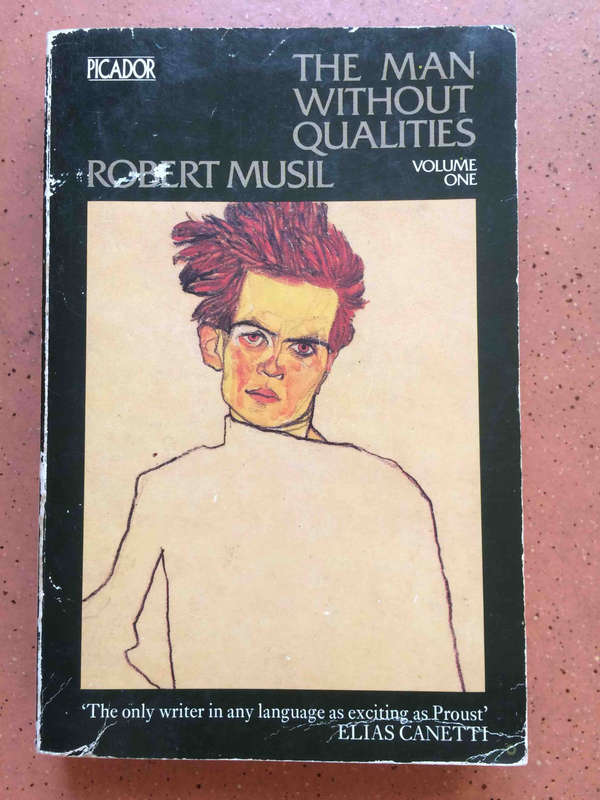 PICADOR
THE MAN
WITHOUT
QUALITIES
ROBERT MUSIL
VOLUME
ONE
‘The only writer in any language as exciting as Proust’
ELIAS CANETTI